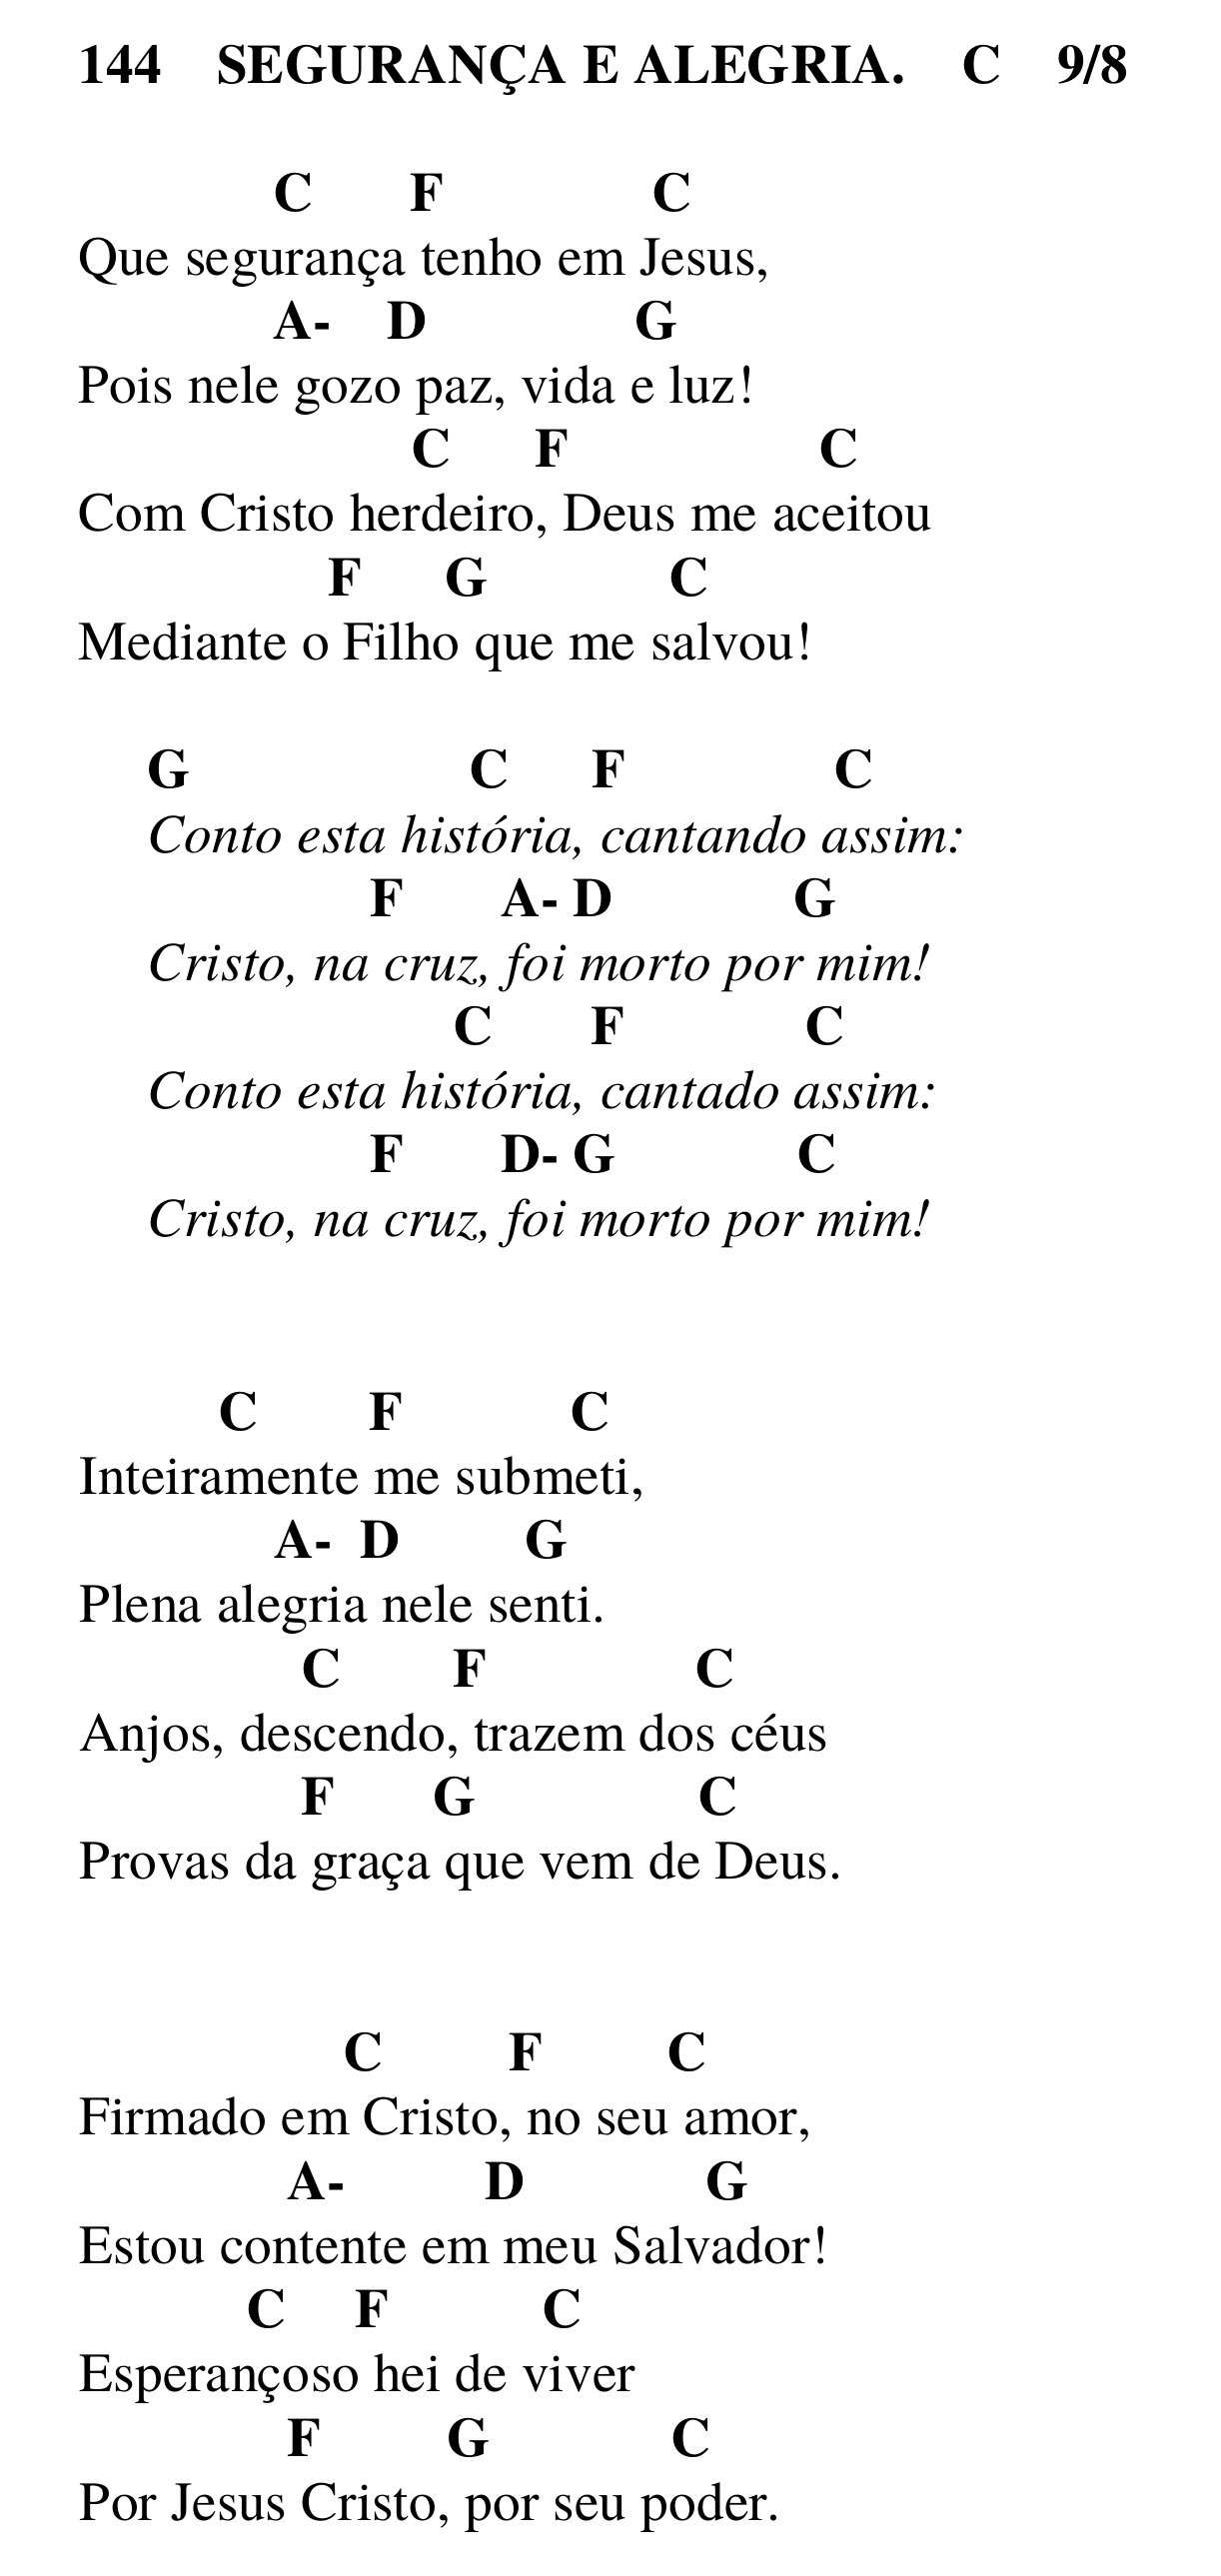 144 SEGURANÇA E ALEGRIA. C 9/8
C F C
Que segurança tenho em Jesus,
A- D G
Pois nele gozo paz, vida e luz!
C F C
Com Cristo herdeiro, Deus me aceitou
F G C
Mediante o Filho que me salvou!
G C F C
Conto esta história, cantando assim:
F A- D G
Cristo, na cruz, foi morto por mim!
C F C
Conto esta história, cantado assim:
F D- G C
Cristo, na cruz, foi morto por mim!
C F C
Inteiramente me submeti,
A- D G
Plena alegria nele senti.
C F C
Anjos, descendo, trazem dos céus
F G C
Provas da graça que vem de Deus.
C F C
Firmado em Cristo, no seu amor,
A- D G
Estou contente em meu Salvador!
C F C
Esperançoso hei de viver
F G C
Por Jesus Cristo, por seu poder.